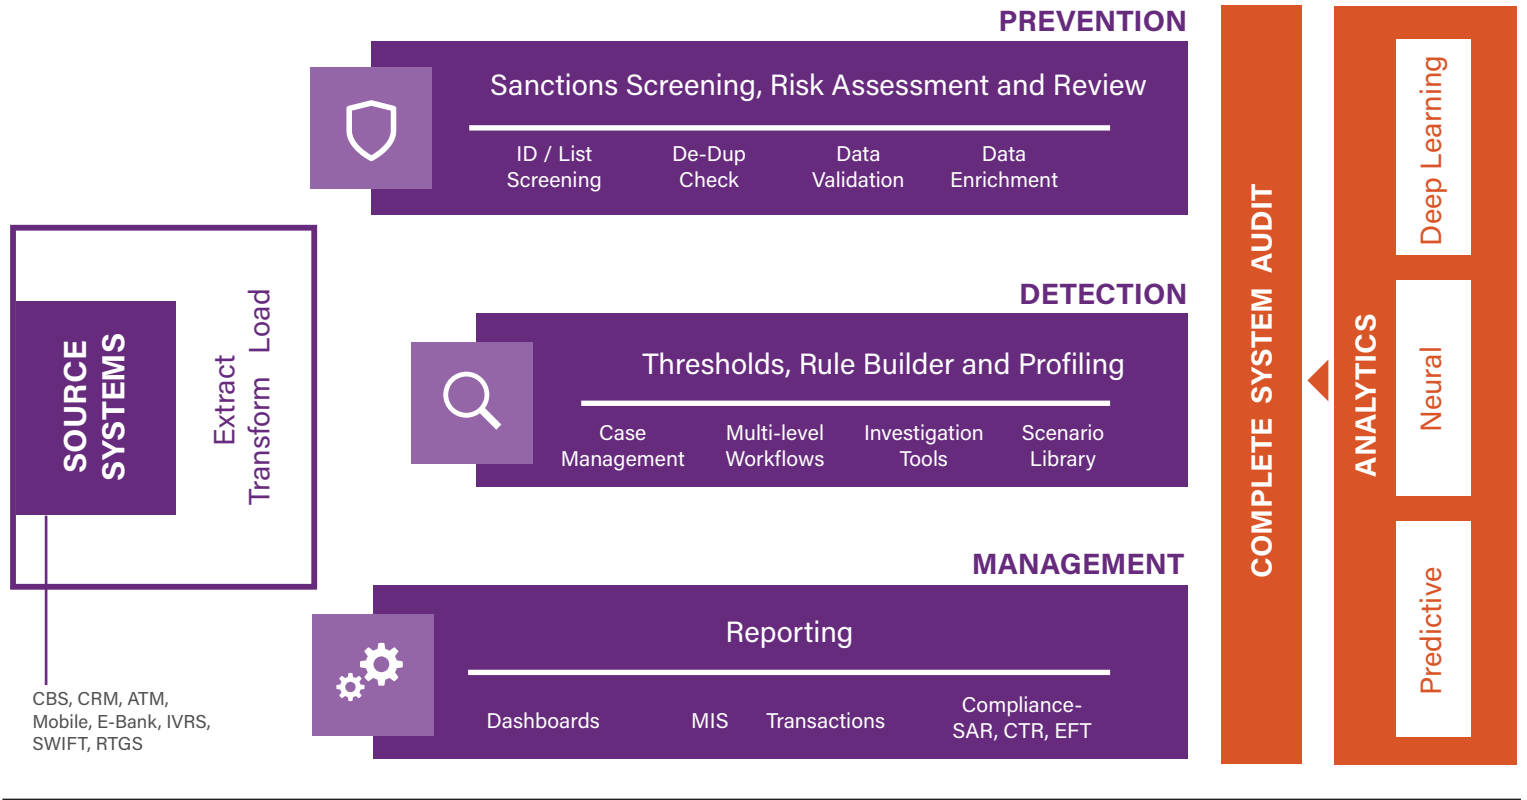 PREVENTION
Sanctions Screening, Risk Assessment and Review
ID / List
Screening
De-Dup
Check
Data
Validation
Data
Enrichment
SOURCE
SYSTEMS
Extract
Transform Load
CBS, CRM, ATM,
Mobile, E-Bank, IVRS,
SWIFT, RTGS
DETECTION
Thresholds, Rule Builder and Profiling
Case
Management
Multi-level
Workflows
Investigation
Tools
Scenario
Library
MANAGEMENT
Reporting
Dashboards
MIS
Transactions
Compliance-
SAR, CTR, EFT
COMPLETE SYSTEM AUDIT
ANALYTICS
Deep Learning
Neural
Predictive